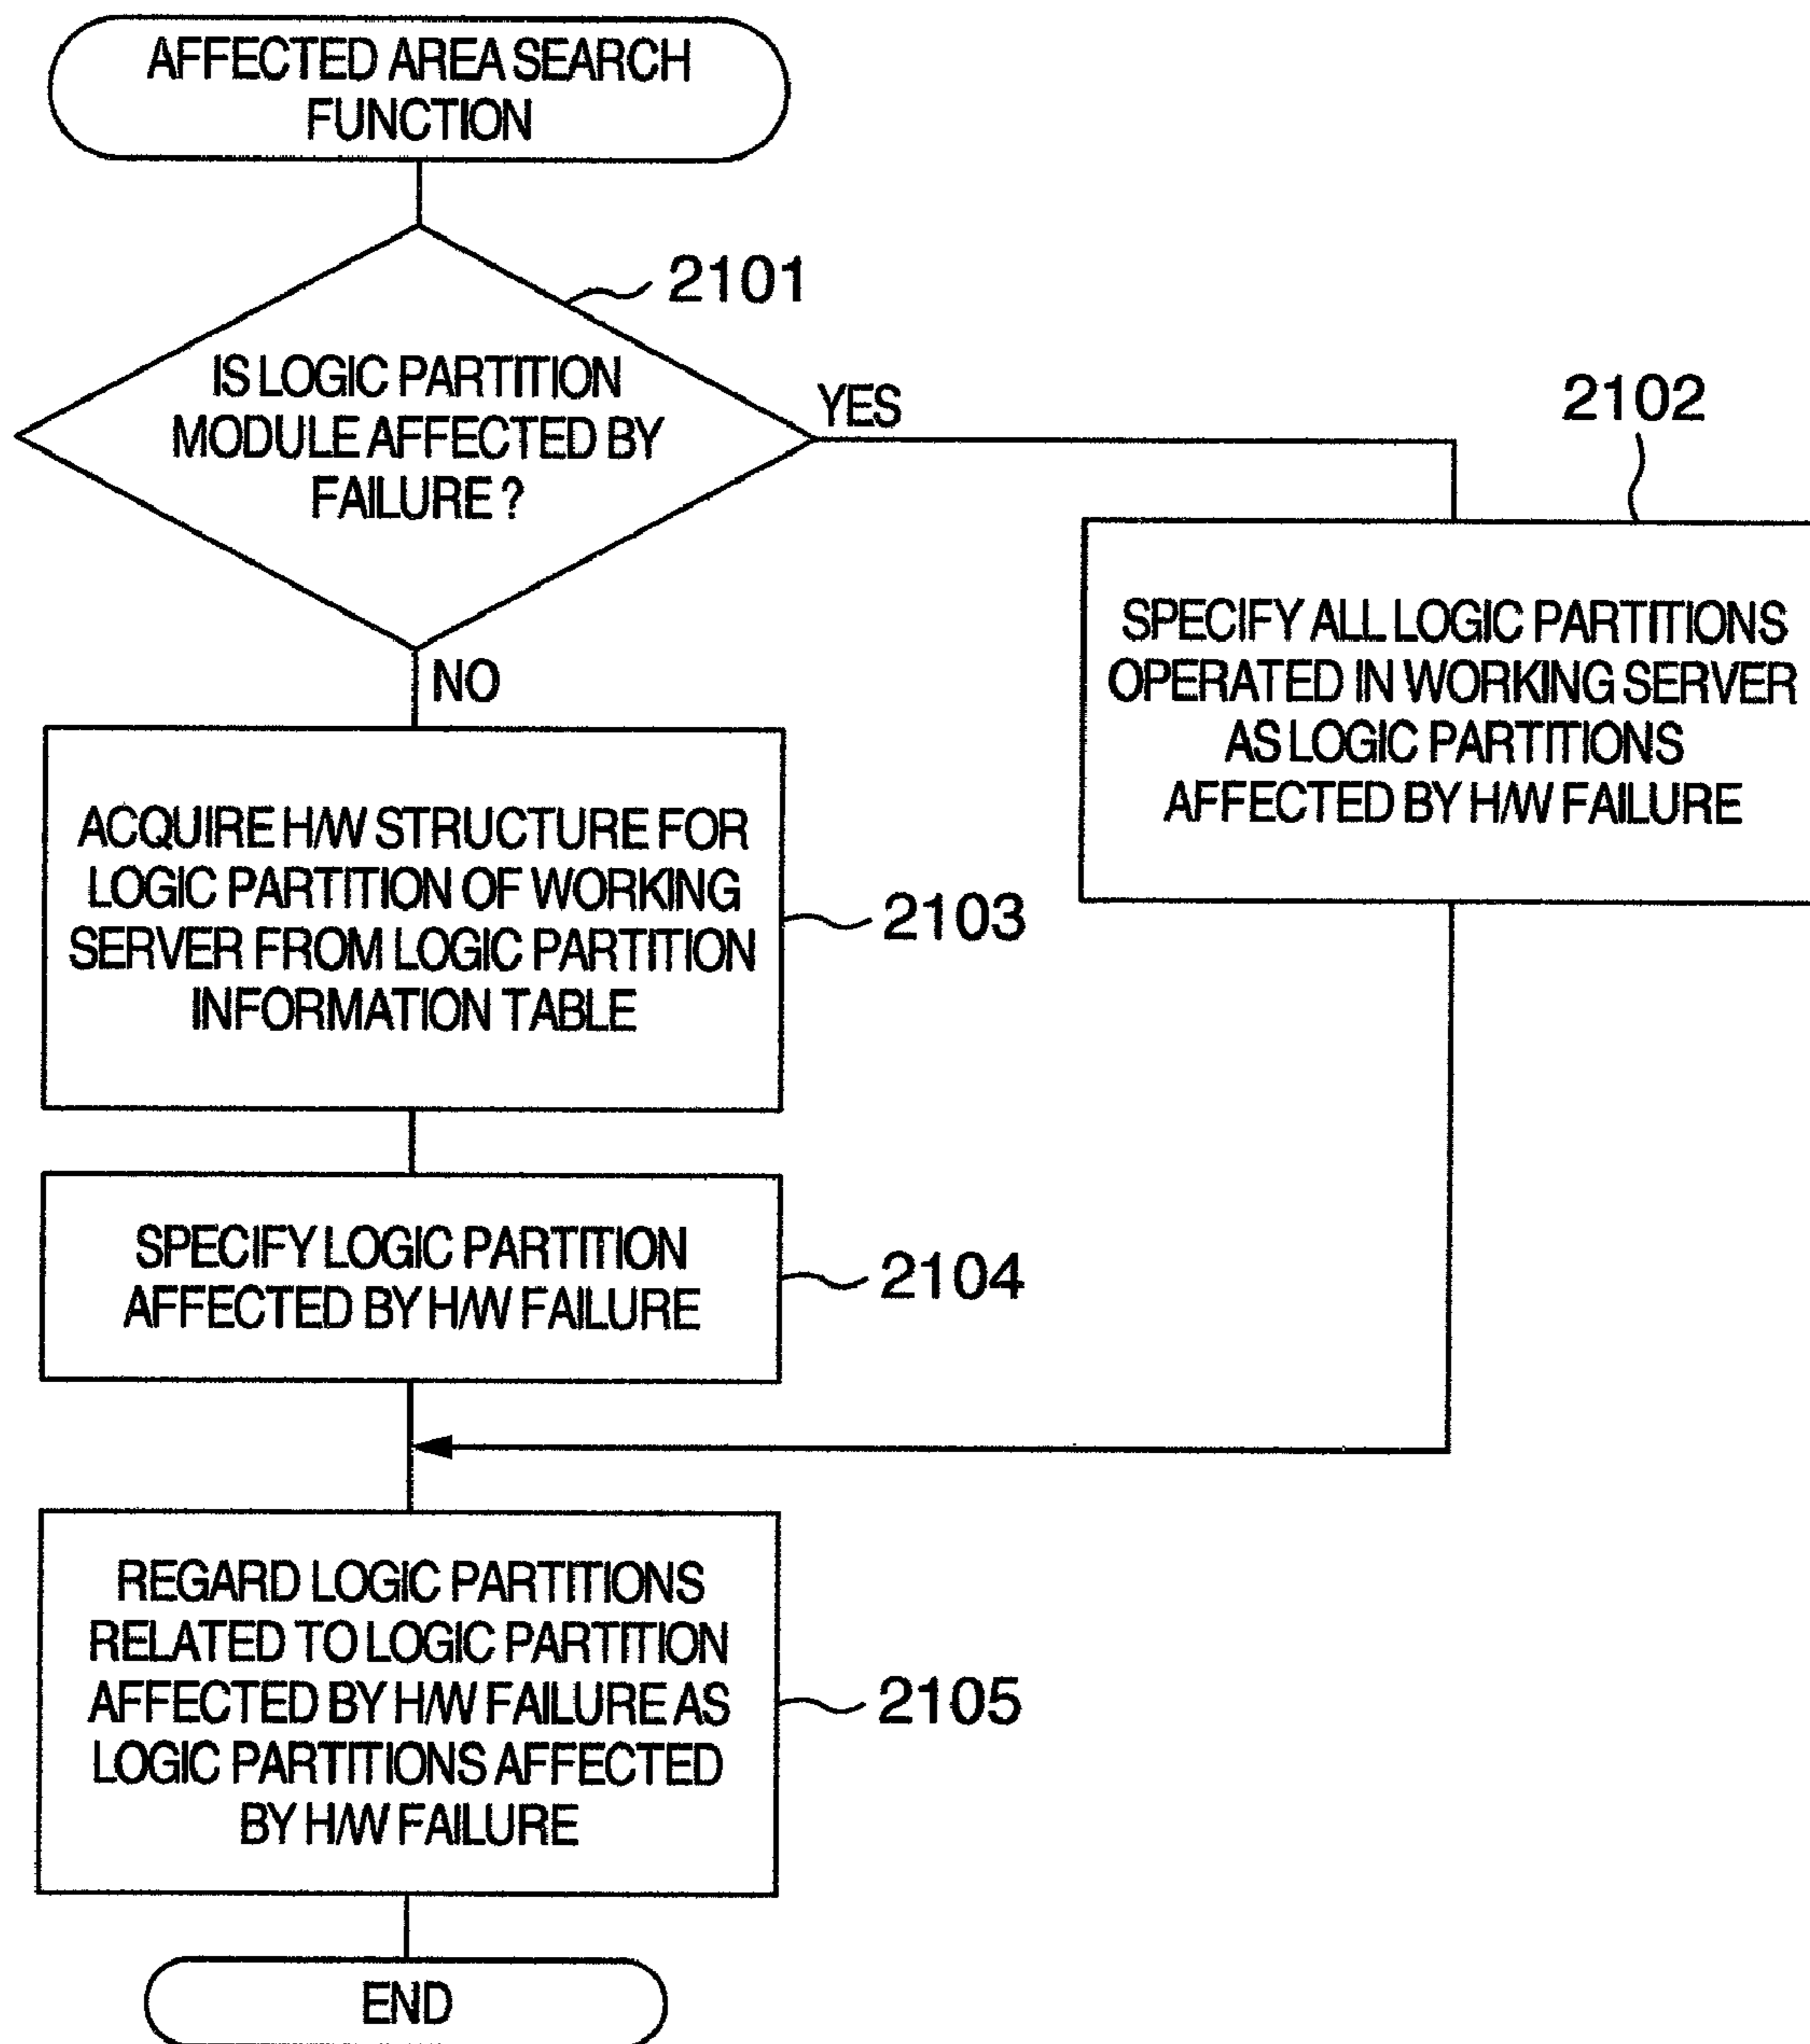 AFFECTED AREA SEARCH
FUNCTION
2101
IS LOGIC PARTITION
MODULE AFFECTED BY
FAILURE ?
YES
NO
2102
SPECIFY ALL LOGIC PARTITIONS
OPERATED IN WORKING SERVER
AS LOGIC PARTITIONS
AFFECTED BY H/W FAILURE
ACQUIRE H/W STRUCTURE FOR
LOGIC PARTITION OF WORKING
SERVER FROM LOGIC PARTITION
INFORMATION TABLE
2103
SPECIFY LOGIC PARTITION
AFFECTED BY H/W FAILURE
2104
REGARD LOGIC PARTITIONS
RELATED TO LOGIC PARTITION
AFFECTED BY H/W FAILURE AS
LOGIC PARTITIONS AFFECTED
BY H/W FAILURE
2105
END